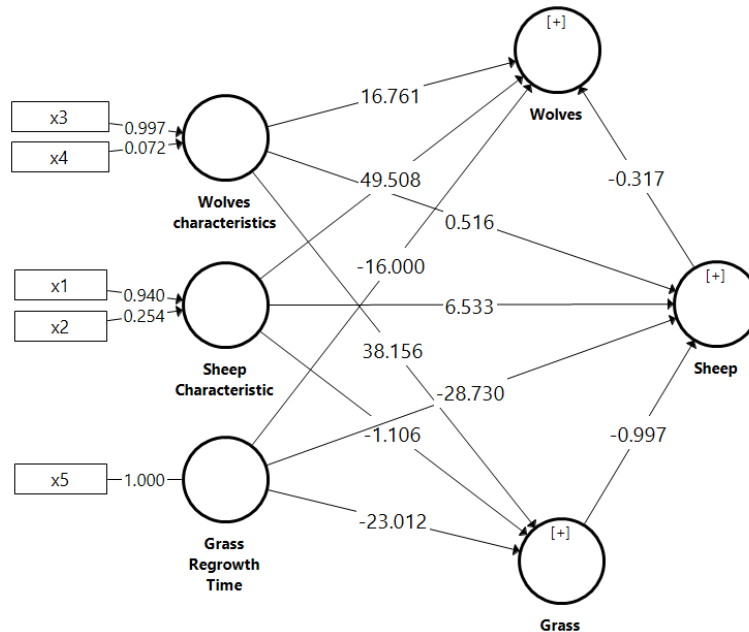 [+]
Wolves
x3
0.997
x4
0.072
16.761
Wolves
characteristics
49.508
-0.317
0.516
-16.000
x1
0.940
x2
0.254
[+]
6.533
Sheep
Characteristic
38.156
Sheep
-28.730
-1.106
-0.997
x5
1.000
-23.012
[+]
Grass
Regrowth
Time
Grass